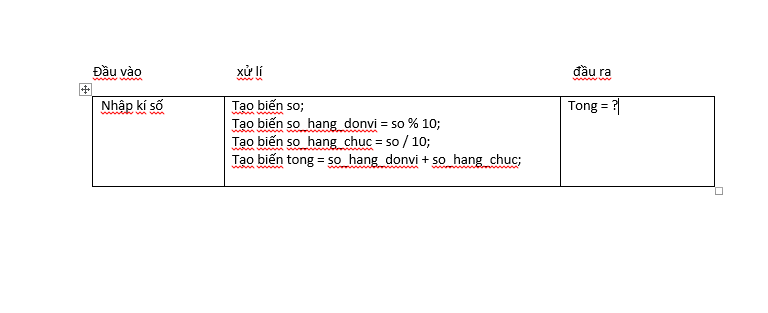 Đầu vào xử lí đầu ra
Nhập kí số
Tạo biến so;
Tạo biến so_hang_donvi = so % 10;
Tạo biến so_hang_chuc = so / 10;
Tạo biến tong = so_hang_donvi + so_hang_chuc;
Tong = ?